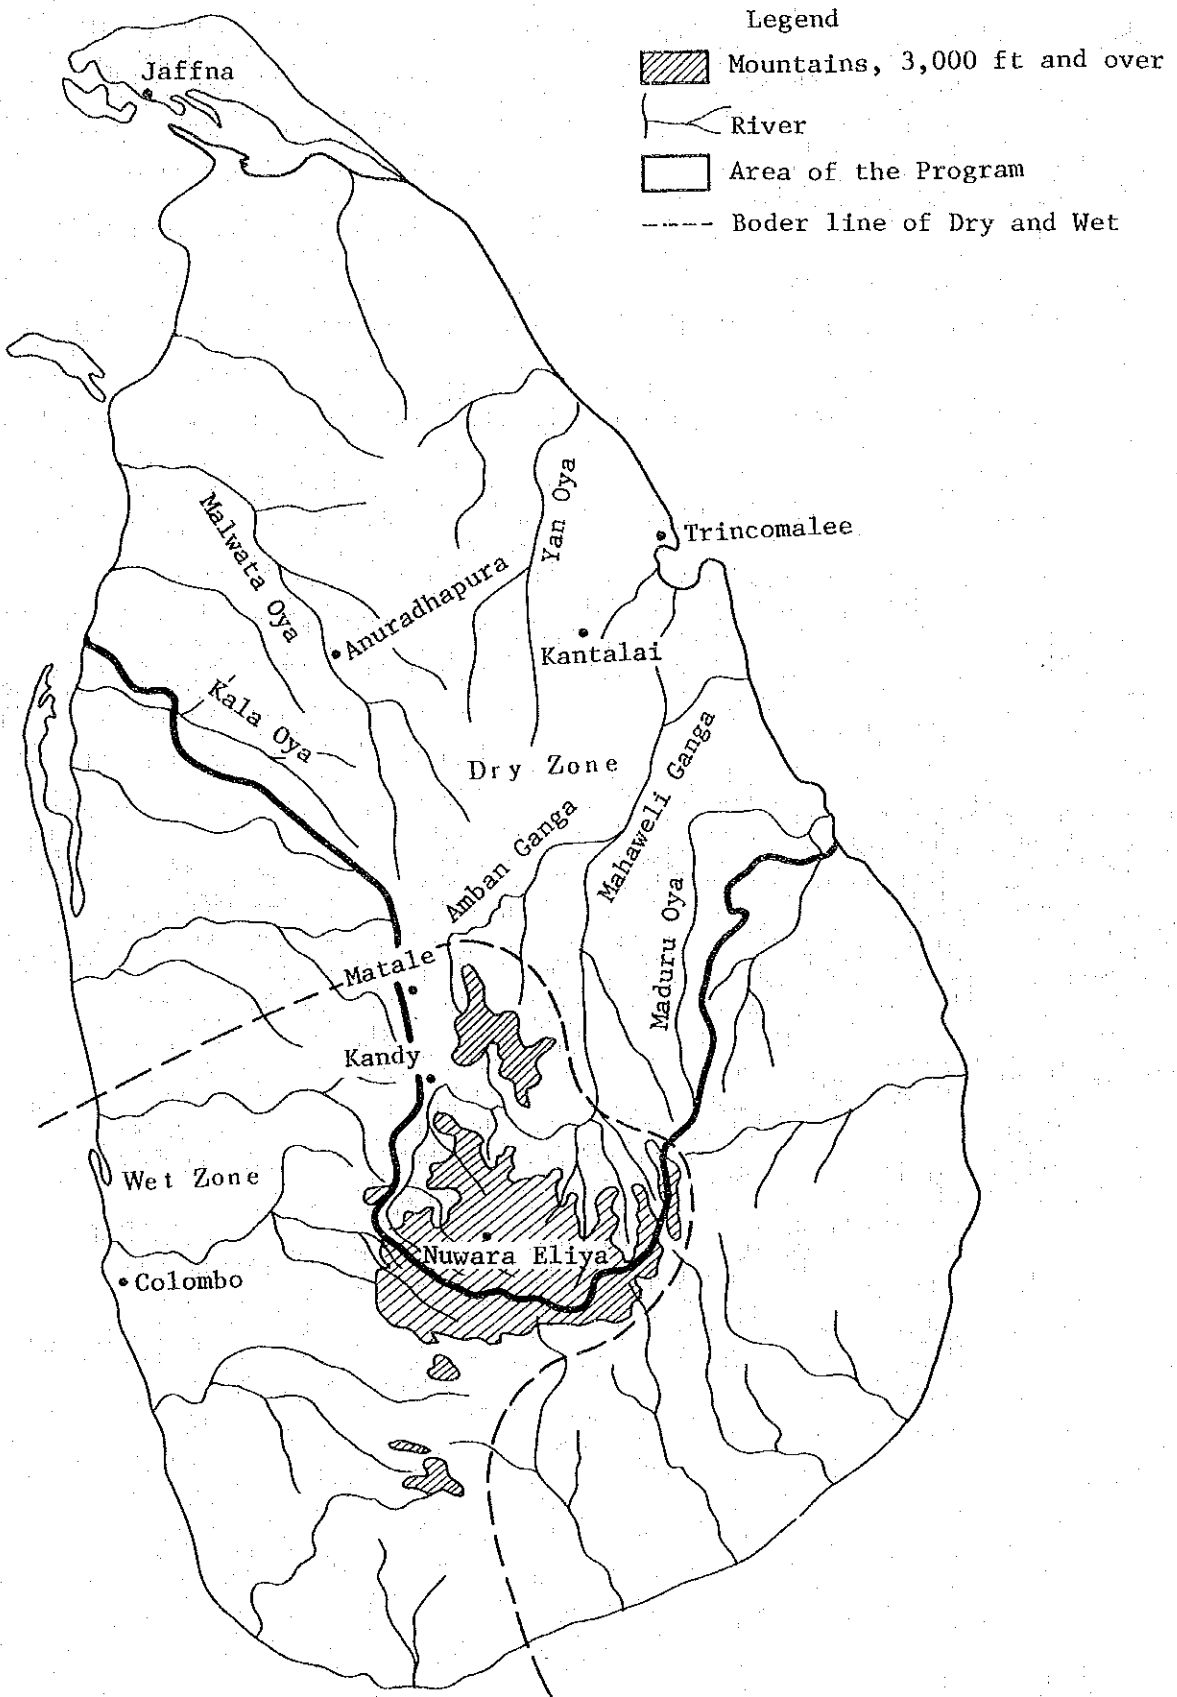 Legend
Mountains, 3,000 ft and over
River
Area of the Program
Boder line of Dry and Wet
Jaffna
Malwata Oya
Yan Oya
Trincomalee
Anuradhapura
Kantalai
Kala Oya
Dry Zone
Amban Ganga
Mahaweli Ganga
Maduru Oya
Matale
Kandy
Wet Zone
Nuwara Eliya
Colombo